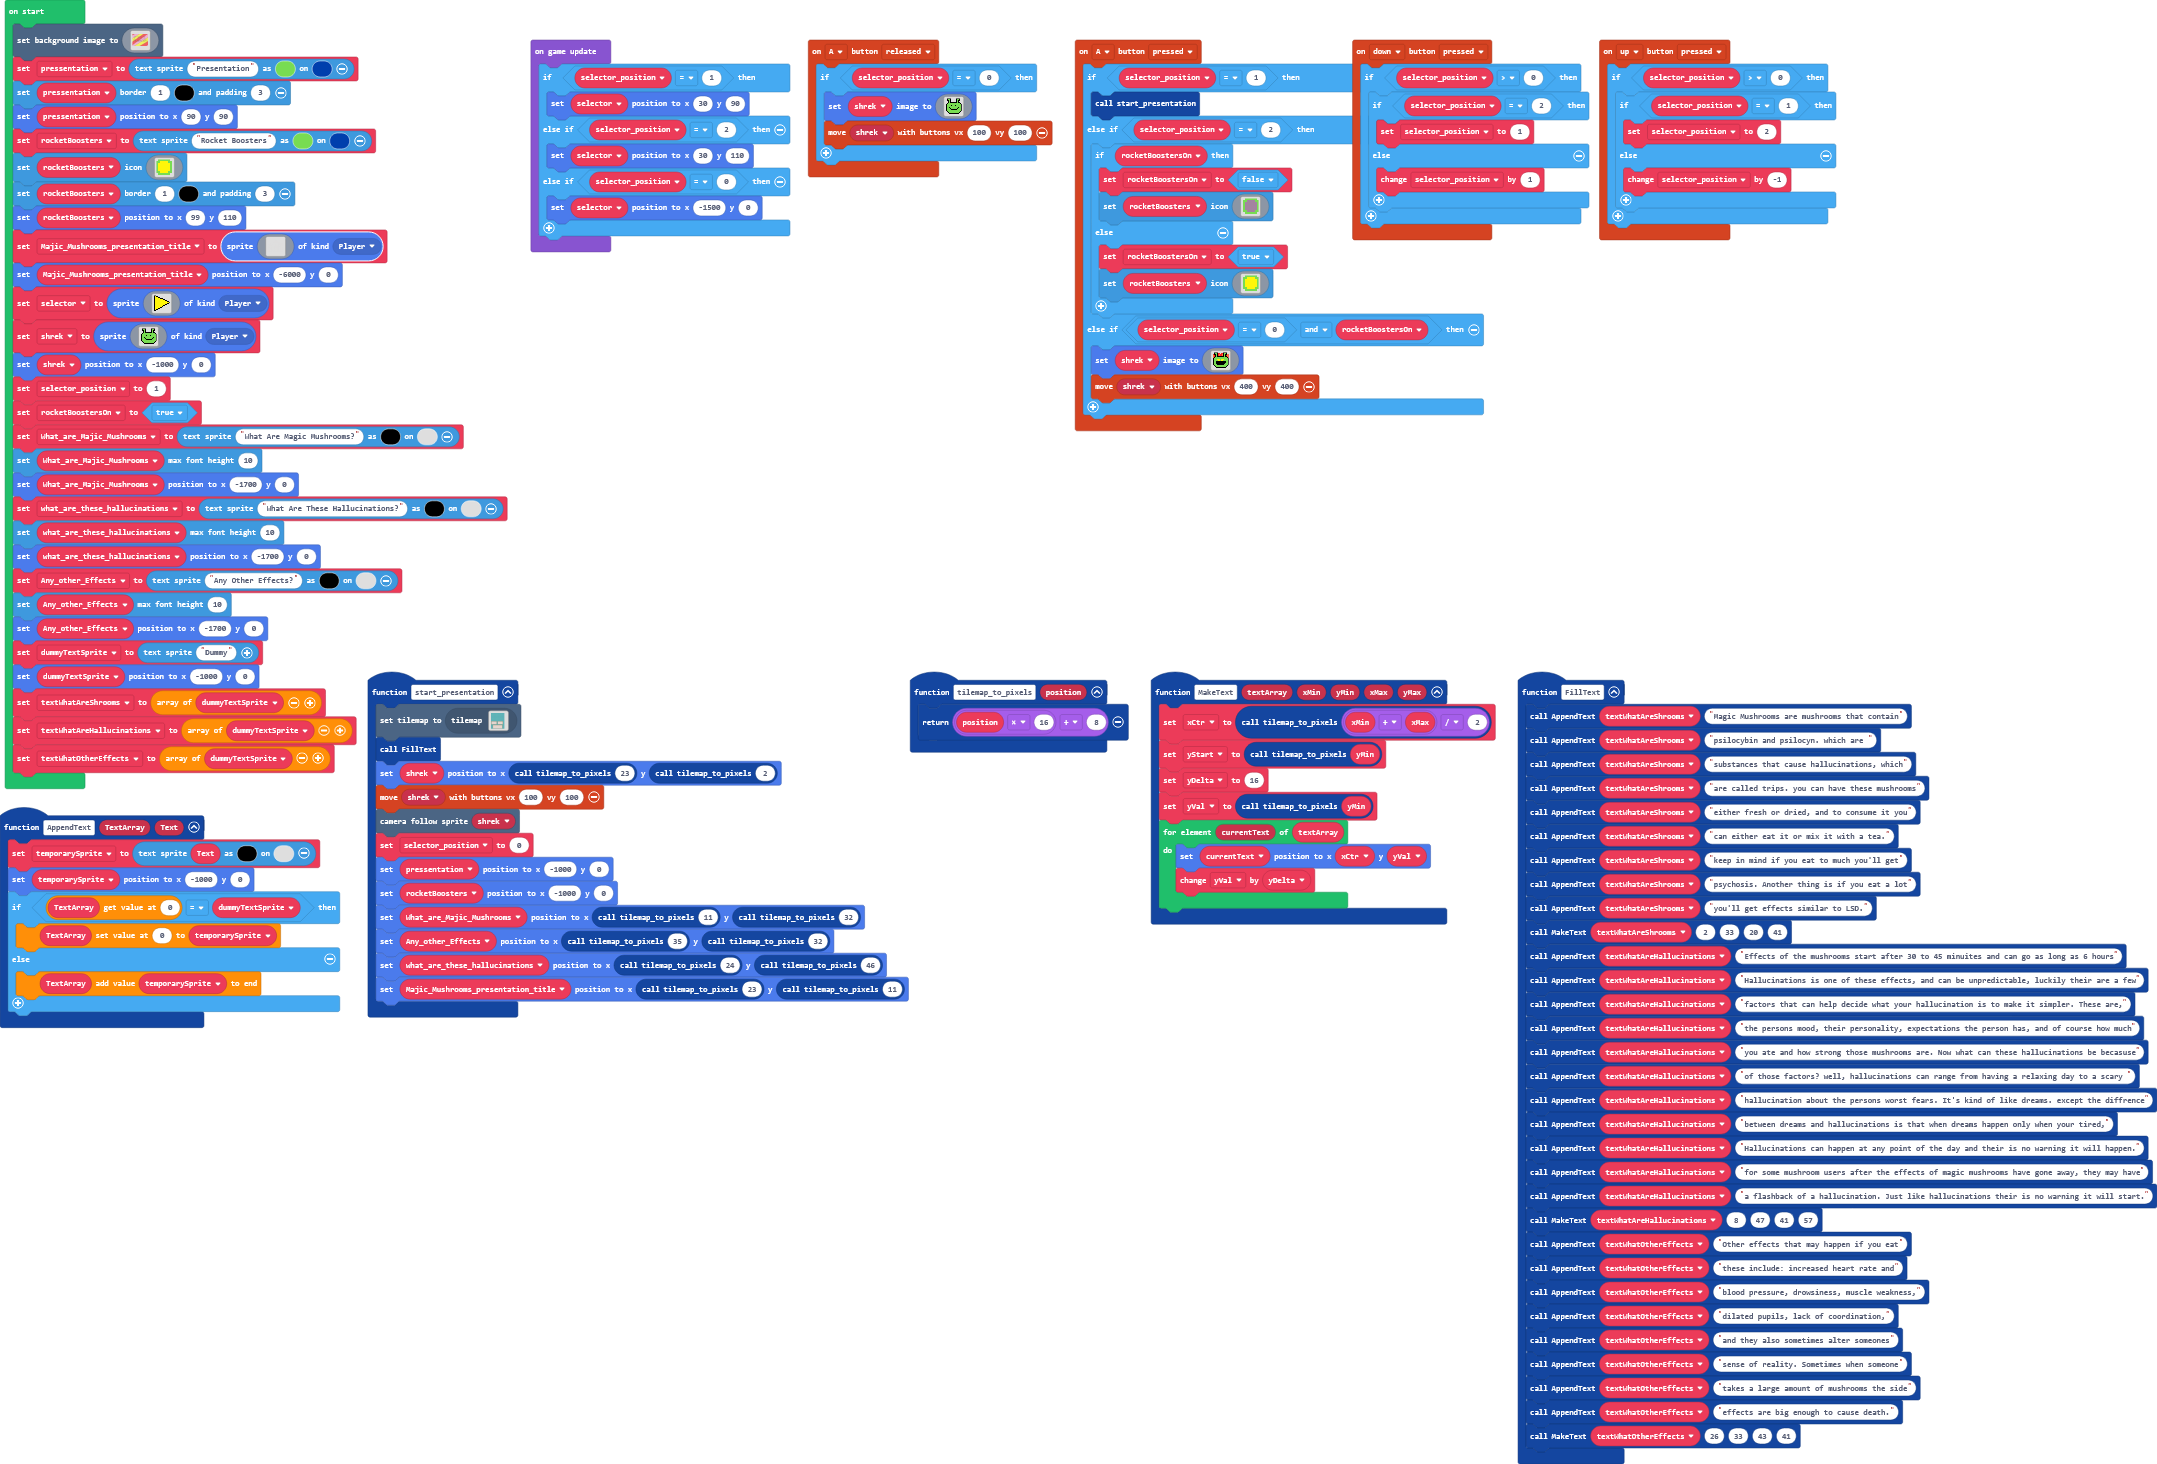 on start
set background image to
set pressentation to text sprite "Presentation" as on
set pressentation border 1 and padding 3
set pressentation position to x 90 y 90
set rocketBoosters to text sprite "Rocket Boosters" as on
set rocketBoosters icon
set rocketBoosters border 1 and padding 3
set rocketBoosters position to x 99 y 110
set Majic_Mushrooms_presentation_title to sprite of kind Player
set Majic_Mushrooms_presentation_title position to x -6000 y 0
set selector to sprite of kind Player
set shrek to sprite of kind Player
set shrek position to x -1000 y 0
set selector_position to 1
set rocketBoostersOn to true
set What_are_Majic_Mushrooms to text sprite "What Are Magic Mushrooms?" as on
set What_are_Majic_Mushrooms max font height 10
set What_are_Majic_Mushrooms position to x -1700 y 0
set what_are_these_hallucinations to text sprite "What Are These Hallucinations?" as on
set what_are_these_hallucinations max font height 10
set what_are_these_hallucinations position to x -1700 y 0
set Any_other_Effects to text sprite "Any Other Effects?" as on
set Any_other_Effects max font height 10
set Any_other_Effects position to x -1700 y 0
set dummyTextSprite to text sprite "Dummy"
set dummyTextSprite position to x -1000 y 0
set textWhatAreShrooms to array of dummyTextSprite
set textWhatAreHallucinations to array of dummyTextSprite
set textWhatOtherEffects to array of dummyTextSprite
function AppendText TextArray Text
set temporarySprite to text sprite Text as on
set temporarySprite position to x -1000 y 0
if TextArray get value at 0 = dummyTextSprite then
TextArray set value at 0 to temporarySprite
else
TextArray add value temporarySprite to end
on game update
if selector_position = 1 then
set selector position to x 30 y 90
else if selector_position = 2 then
set selector position to x 30 y 110
else if selector_position = 0 then
set selector position to x -1500 y 0
on A button released
if selector_position = 0 then
set shrek image to
move shrek with buttons vx 100 vy 100
on A button pressed
if selector_position = 1 then
call start_presentation
else if selector_position = 2 then
if rocketBoostersOn then
set rocketBoostersOn to false
set rocketBoosters icon
else
set rocketBoostersOn to true
set rocketBoosters icon
else if selector_position = 0 and rocketBoostersOn then
set shrek image to
move shrek with buttons vx 400 vy 400
on down button pressed
if selector_position > 0 then
if selector_position = 2 then
set selector_position to 1
else
change selector_position by 1
on up button pressed
if selector_position > 0 then
if selector_position = 1 then
set selector_position to 2
else
change selector_position by -1
function start_presentation
set tilemap to tilemap
call FillText
set shrek position to x call tilemap_to_pixels 23 y call tilemap_to_pixels 2
move shrek with buttons vx 100 vy 100
camera follow sprite shrek
set selector_position to 0
set pressentation position to x -1000 y 0
set rocketBoosters position to x -1000 y 0
set What_are_Majic_Mushrooms position to x call tilemap_to_pixels 11 y call tilemap_to_pixels 32
set Any_other_Effects position to x call tilemap_to_pixels 35 y call tilemap_to_pixels 32
set what_are_these_hallucinations position to x call tilemap_to_pixels 24 y call tilemap_to_pixels 46
set Majic_Mushrooms_presentation_title position to x call tilemap_to_pixels 23 y call tilemap_to_pixels 11
function tilemap_to_pixels position
return position × 16 + 8
function MakeText textArray xMin yMin xMax yMax
set xCtr to call tilemap_to_pixels xMin + xMax / 2
set yStart to call tilemap_to_pixels yMin
set yDelta to 16
set yVal to call tilemap_to_pixels yMin
for element currentText of textArray
do set currentText position to x xCtr y yVal
change yVal by yDelta
function FillText
call AppendText textWhatAreShrooms "Magic Mushrooms are mushrooms that contain"
call AppendText textWhatAreShrooms "psilocybin and psilocyn. which are "
call AppendText textWhatAreShrooms "substances that cause hallucinations, which"
call AppendText textWhatAreShrooms "are called trips. you can have these mushrooms"
call AppendText textWhatAreShrooms "either fresh or dried, and to consume it you"
call AppendText textWhatAreShrooms "can either eat it or mix it with a tea."
call AppendText textWhatAreShrooms "keep in mind if you eat to much you'll get"
call AppendText textWhatAreShrooms "psychosis. Another thing is if you eat a lot"
call AppendText textWhatAreShrooms "you'll get effects similar to LSD."
call MakeText textWhatAreShrooms 2 33 20 41
call AppendText textWhatAreHallucinations "Effects of the mushrooms start after 30 to 45 minuites and can go as long as 6 hours"
call AppendText textWhatAreHallucinations "Hallucinations is one of these effects, and can be unpredictable, luckily their are a few"
call AppendText textWhatAreHallucinations "factors that can help decide what your hallucination is to make it simpler. These are,"
call AppendText textWhatAreHallucinations "the persons mood, their personality, expectations the person has, and of course how much"
call AppendText textWhatAreHallucinations "you ate and how strong those mushrooms are. Now what can these hallucinations be becasuse"
call AppendText textWhatAreHallucinations "of those factors? well, hallucinations can range from having a relaxing day to a scary "
call AppendText textWhatAreHallucinations "hallucination about the persons worst fears. It's kind of like dreams. except the diffrence"
call AppendText textWhatAreHallucinations "between dreams and hallucinations is that when dreams happen only when your tired,"
call AppendText textWhatAreHallucinations "Hallucinations can happen at any point of the day and their is no warning it will happen."
call AppendText textWhatAreHallucinations "for some mushroom users after the effects of magic mushrooms have gone away, they may have"
call AppendText textWhatAreHallucinations "a flashback of a hallucination. Just like hallucinations their is no warning it will start."
call MakeText textWhatAreHallucinations 8 47 41 57
call AppendText textWhatOtherEffects "Other effects that may happen if you eat"
call AppendText textWhatOtherEffects "these include: increased heart rate and"
call AppendText textWhatOtherEffects "blood pressure, drowsiness, muscle weakness,"
call AppendText textWhatOtherEffects "dilated pupils, lack of coordination,"
call AppendText textWhatOtherEffects "and they also sometimes alter someones"
call AppendText textWhatOtherEffects "sense of reality. Sometimes when someone"
call AppendText textWhatOtherEffects "takes a large amount of mushrooms the side"
call AppendText textWhatOtherEffects "effects are big enough to cause death."
call MakeText textWhatOtherEffects 26 33 43 41